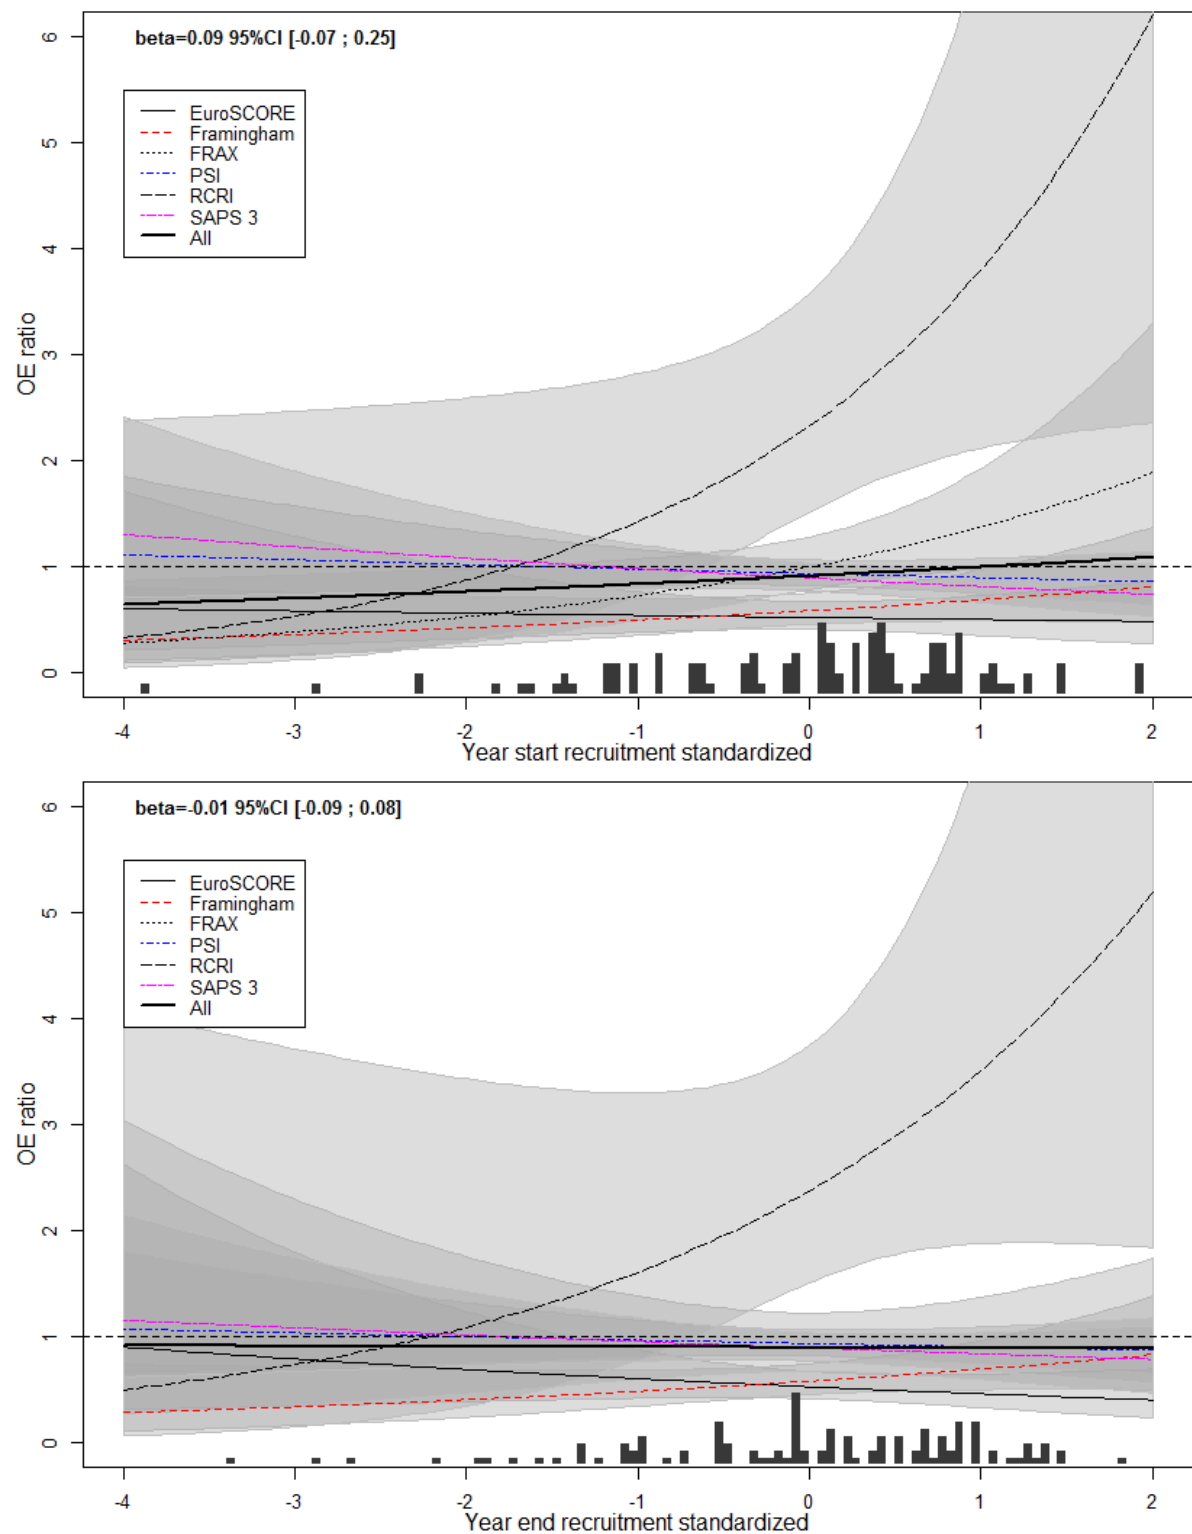 beta=0.09 95%CI [-0.07 ; 0.25]
EuroSCORE
Framingham
FRAX
PSI
RCRI
SAPS 3
All
OE ratio
6
5
4
3
2
1
0
-4 -3 -2 -1 0 1 2
Year start recruitment standardized
beta=-0.01 95%CI [-0.09 ; 0.08]
EuroSCORE
Framingham
FRAX
PSI
RCRI
SAPS 3
All
OE ratio
6
5
4
3
2
1
0
-4 -3 -2 -1 0 1 2
Year end recruitment standardized